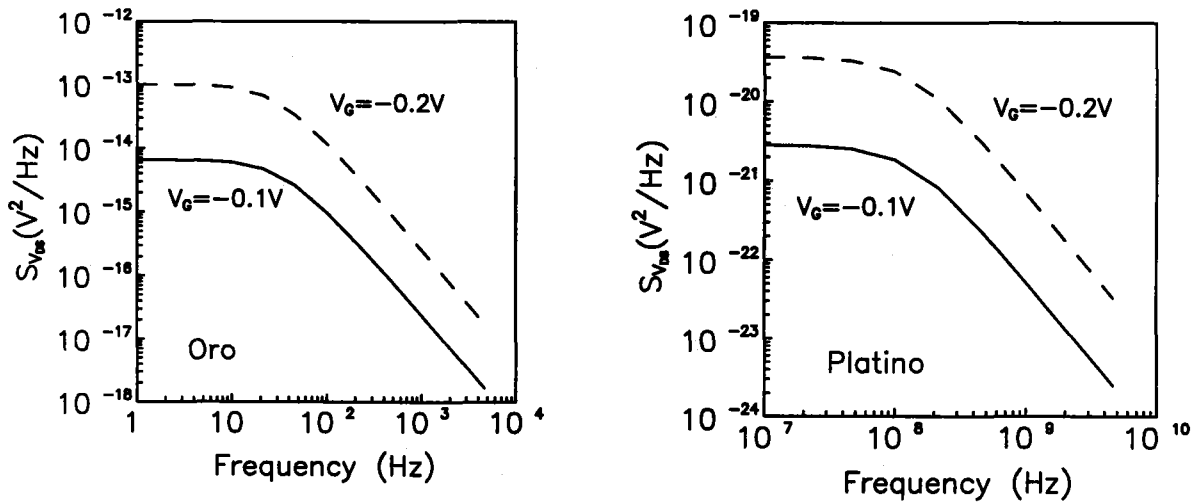 10 ⁻¹²
10 ⁻¹³
10 ⁻¹⁴
10 ⁻¹⁵
10 ⁻¹⁶
10 ⁻¹⁷
10 ⁻¹⁸
S_VDS(V²/Hz)
V_G=−0.2V
V_G=−0.1V
Oro
1 10 10 ² 10 ³ 10 ⁴
Frequency (Hz)
10 ⁻¹⁹
10 ⁻²⁰
10 ⁻²¹
10 ⁻²²
10 ⁻²³
10 ⁻²⁴
S_VDS(V²/Hz)
V_G=−0.2V
V_G=−0.1V
Platino
10 ⁷ 10 ⁸ 10 ⁹ 10 ¹⁰
Frequency (Hz)